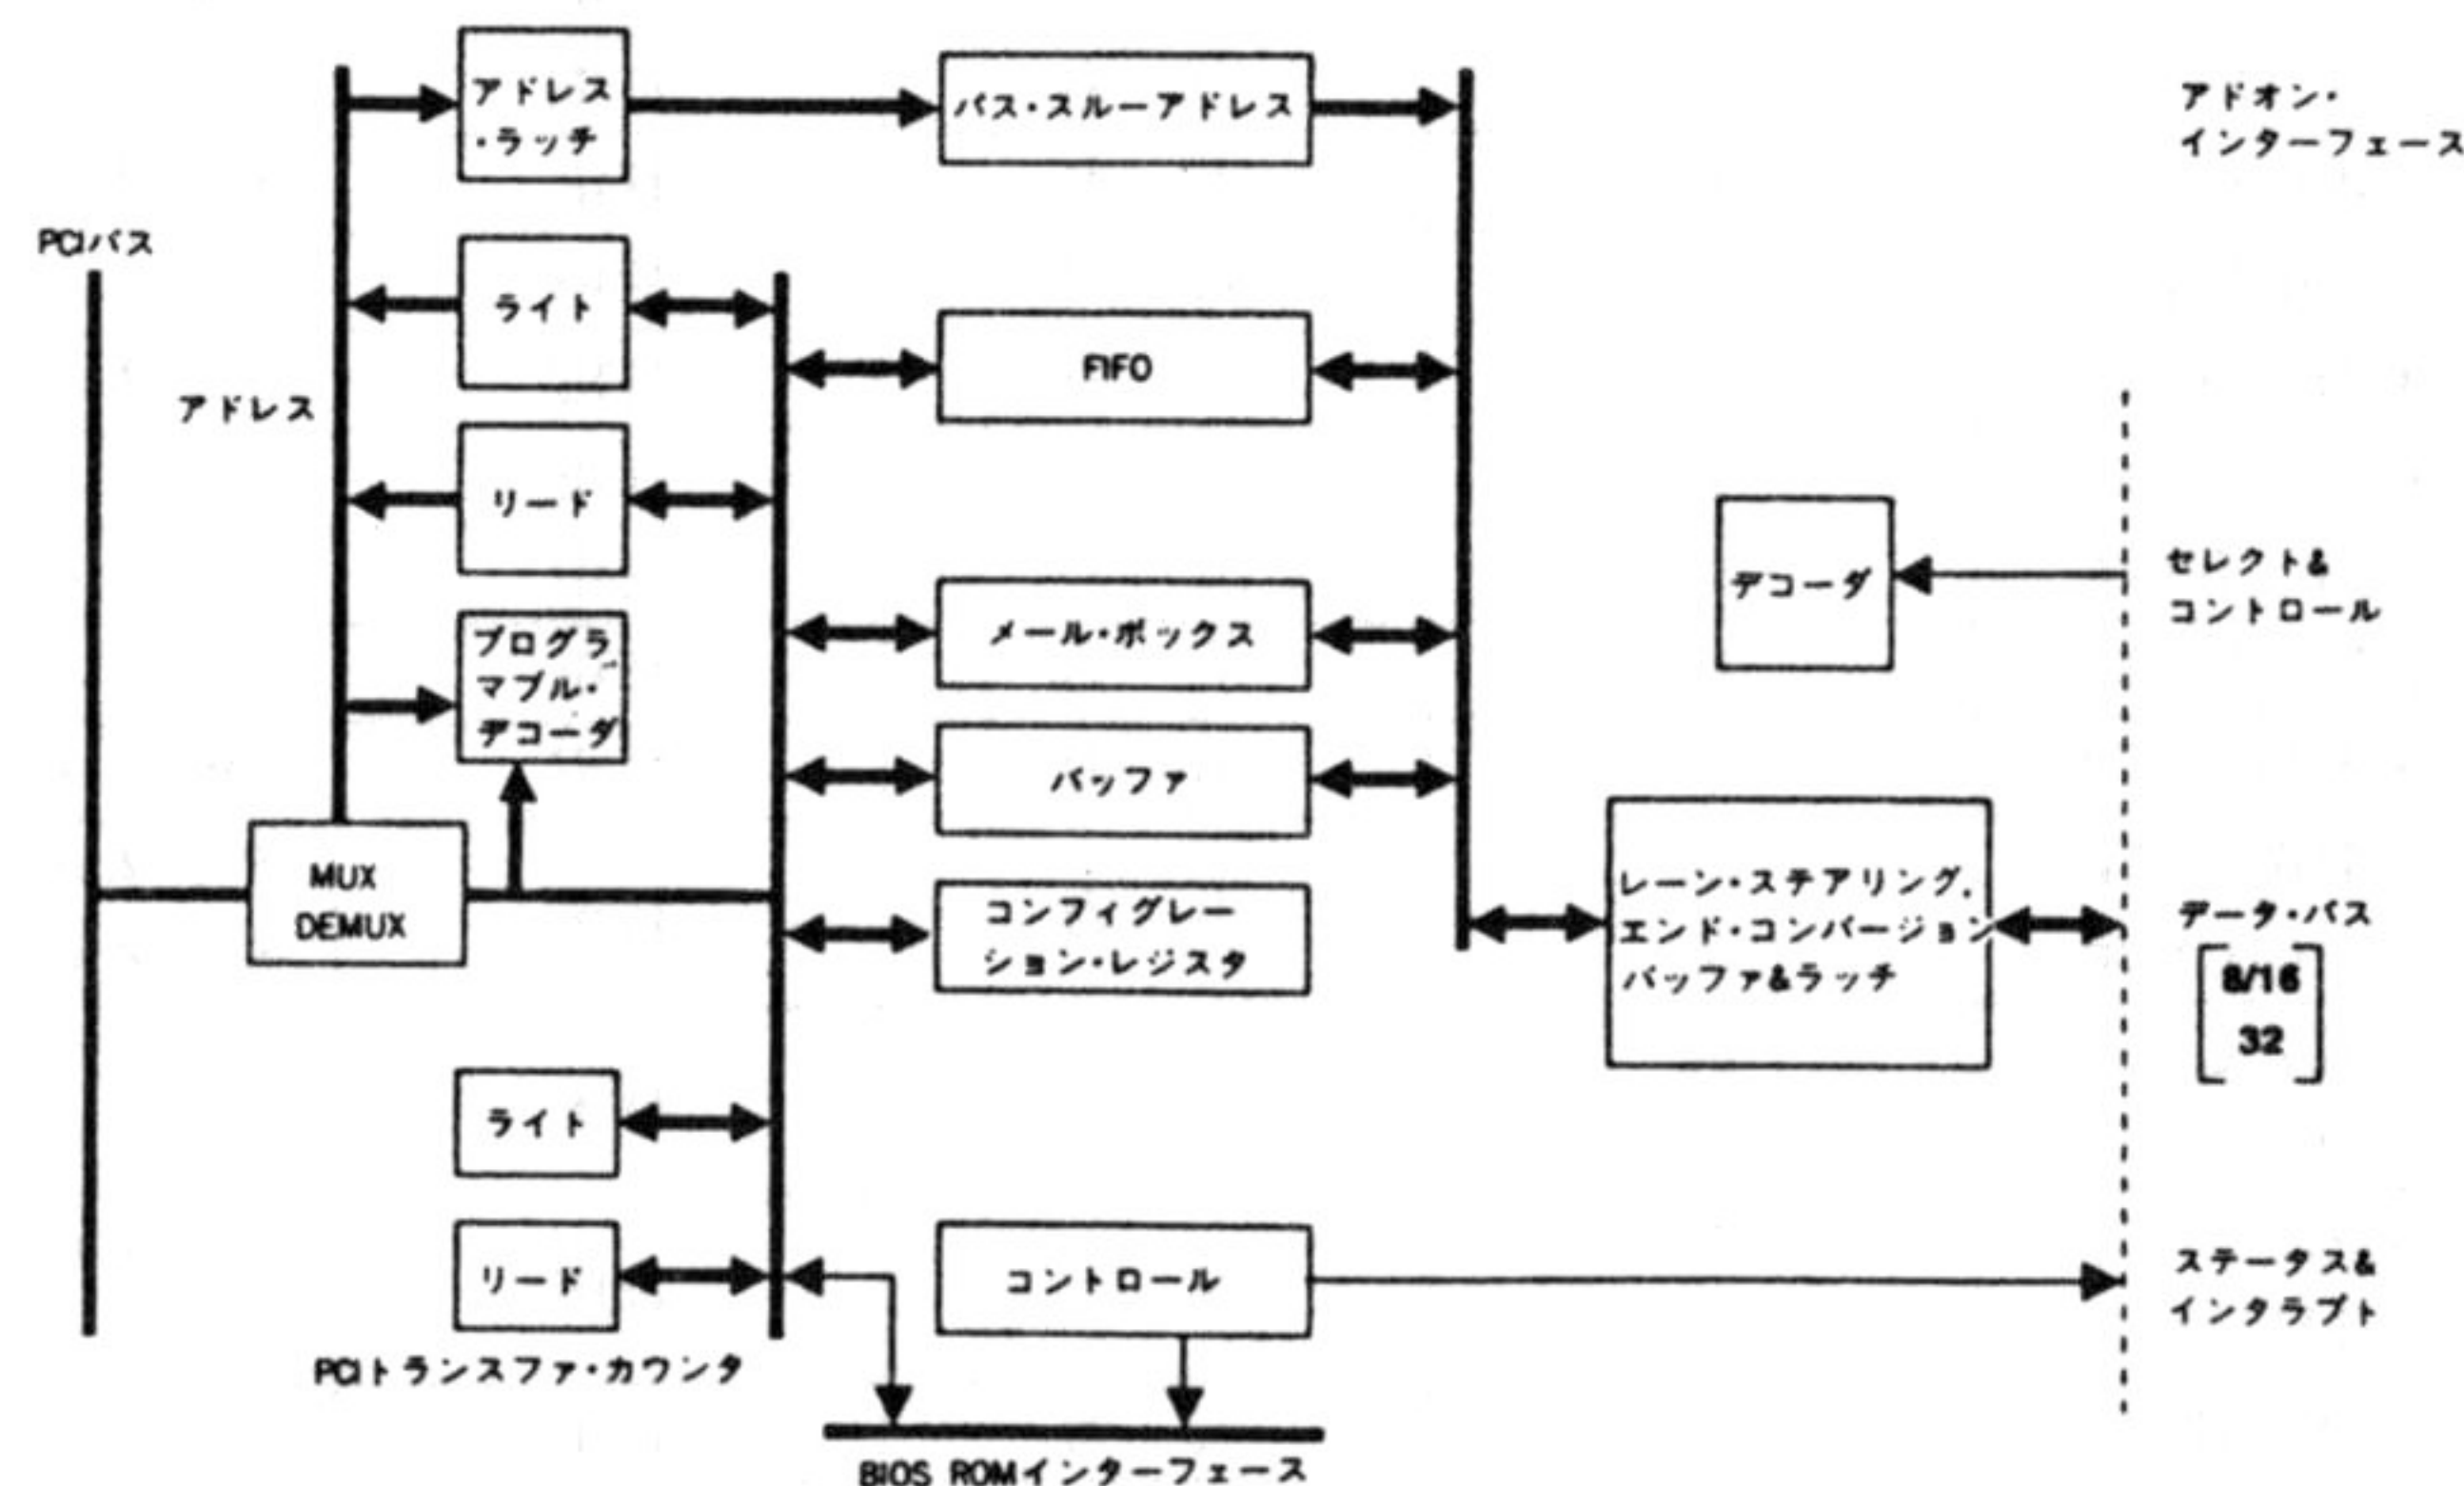 アドレス
・ラッチ
パス・スルーアドレス
アドオン・
インターフェース
PCIバス
ライト
FIFO
アドレス
リード
デコーダ
セレクト&
コントロール
プログラ
マブル・
デコーダ
メール・ボックス
バッファ
MUX
DEMUX
コンフィグレー
ション・レジスタ
レーン・ステアリング,
エンド・コンバージョン
バッファ&ラッチ
データ・バス
8/16
32
ライト
リード
コントロール
ステータス&
インタラプト
PCIトランスファ・カウンタ
BIOS ROMインターフェース